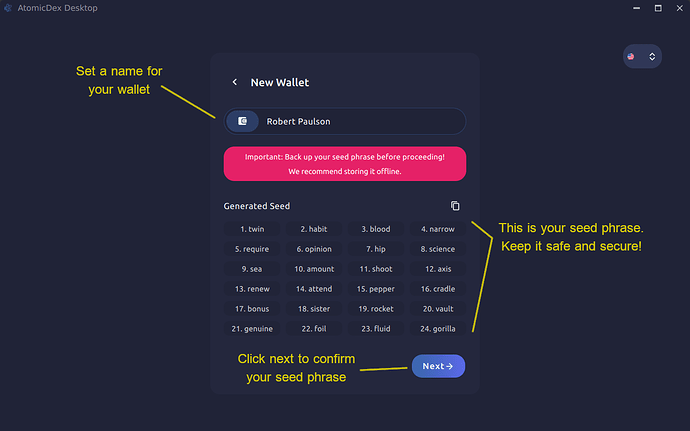 AtomicDex Desktop
Set a name for
your wallet
New Wallet
Robert Paulson
Important: Back up your seed phrase before proceeding!
We recommend storing it offline.
Generated Seed
1. twin 2. habit 3. blood 4. narrow
5. require 6. opinion 7. hip 8. science
9. sea 10. amount 11. shoot 12. axis
13. renew 14. attend 15. pepper 16. cradle
17. bonus 18. sister 19. rocket 20. vault
21. genuine 22. foil 23. fluid 24. gorilla
This is your seed phrase.
Keep it safe and secure!
Click next to confirm
your seed phrase
Next